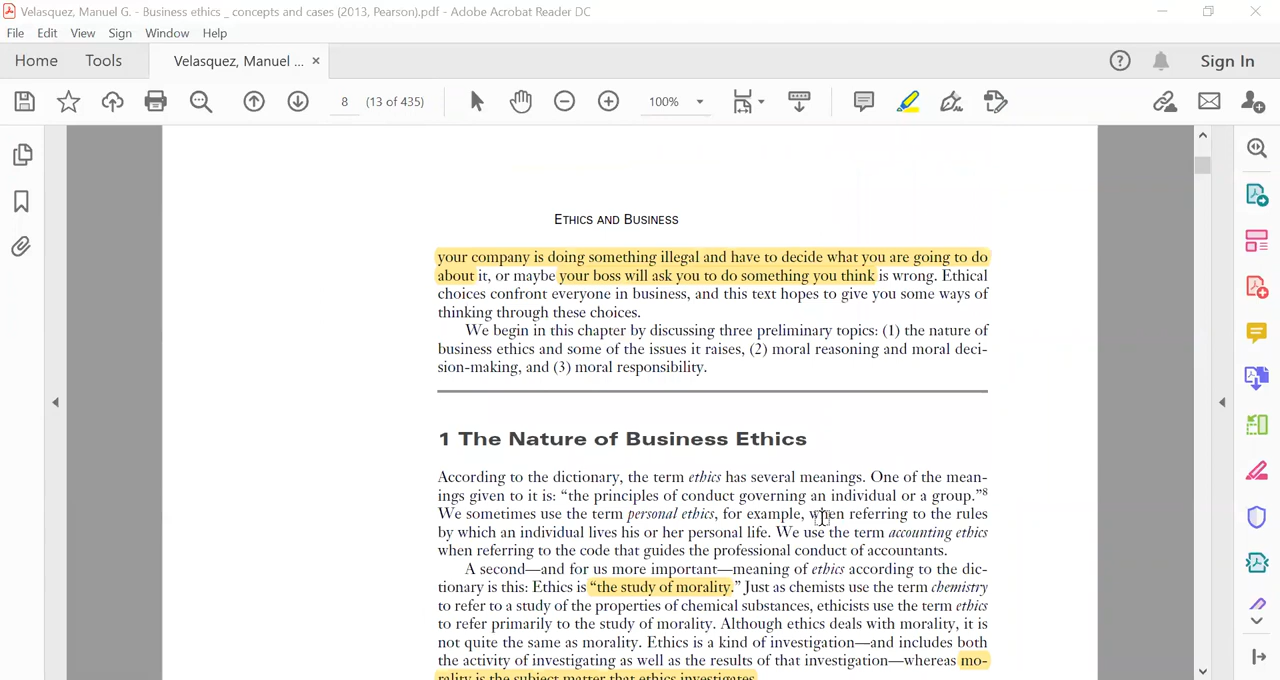 Velasquez, Manuel G. - Business ethics _ concepts and cases (2013, Pearson).pdf - Adobe Acrobat Reader DC
File Edit View Sign Window Help
Home Tools Velasquez, Manuel ... × Sign In
8 (13 of 435) 100%
ETHICS AND BUSINESS
your company is doing something illegal and have to decide what you are going to do
about it, or maybe your boss will ask you to do something you think is wrong. Ethical
choices confront everyone in business, and this text hopes to give you some ways of
thinking through these choices.
We begin in this chapter by discussing three preliminary topics: (1) the nature of
business ethics and some of the issues it raises, (2) moral reasoning and moral deci-
sion-making, and (3) moral responsibility.
1 The Nature of Business Ethics
According to the dictionary, the term ethics has several meanings. One of the mean-
ings given to it is: “the principles of conduct governing an individual or a group.”8
We sometimes use the term personal ethics, for example, when referring to the rules
by which an individual lives his or her personal life. We use the term accounting ethics
when referring to the code that guides the professional conduct of accountants.
A second—and for us more important—meaning of ethics according to the dic-
tionary is this: Ethics is “the study of morality.” Just as chemists use the term chemistry
to refer to a study of the properties of chemical substances, ethicists use the term ethics
to refer primarily to the study of morality. Although ethics deals with morality, it is
not quite the same as morality. Ethics is a kind of investigation—and includes both
the activity of investigating as well as the results of that investigation—whereas mo-
rality is the subject matter that ethics investigates.